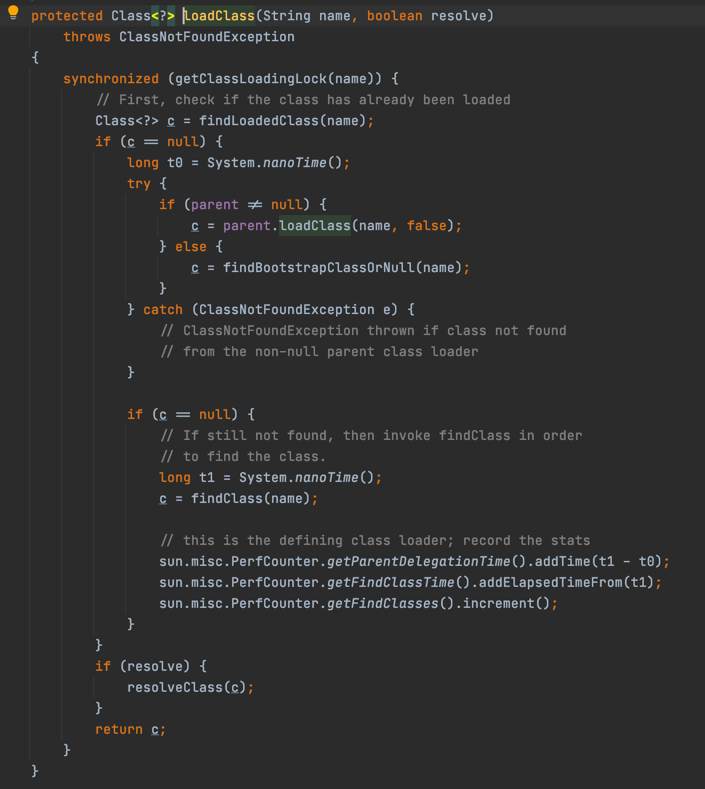 protected Class<?> loadClass(String name, boolean resolve)
    throws ClassNotFoundException
{
    synchronized (getClassLoadingLock(name)) {
        // First, check if the class has already been loaded
        Class<?> c = findLoadedClass(name);
        if (c == null) {
            long t0 = System.nanoTime();
            try {
                if (parent != null) {
                    c = parent.loadClass(name, false);
                } else {
                    c = findBootstrapClassOrNull(name);
                }
            } catch (ClassNotFoundException e) {
                // ClassNotFoundException thrown if class not found
                // from the non-null parent class loader
            }

            if (c == null) {
                // If still not found, then invoke findClass in order
                // to find the class.
                long t1 = System.nanoTime();
                c = findClass(name);

                // this is the defining class loader; record the stats
                sun.misc.PerfCounter.getParentDelegationTime().addTime(t1 - t0);
                sun.misc.PerfCounter.getFindClassTime().addElapsedTimeFrom(t1);
                sun.misc.PerfCounter.getFindClasses().increment();
            }
        }
        if (resolve) {
            resolveClass(c);
        }
        return c;
    }
}